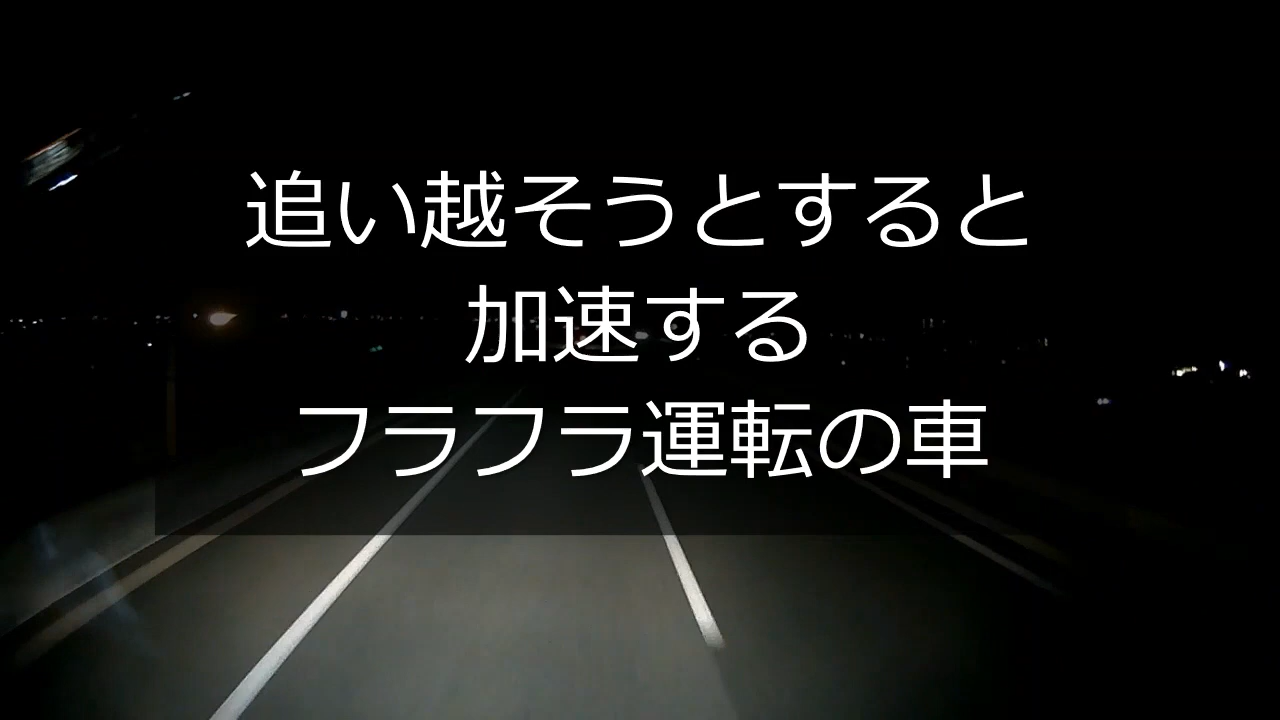 追い越そうとすると
加速する
フラフラ運転の車